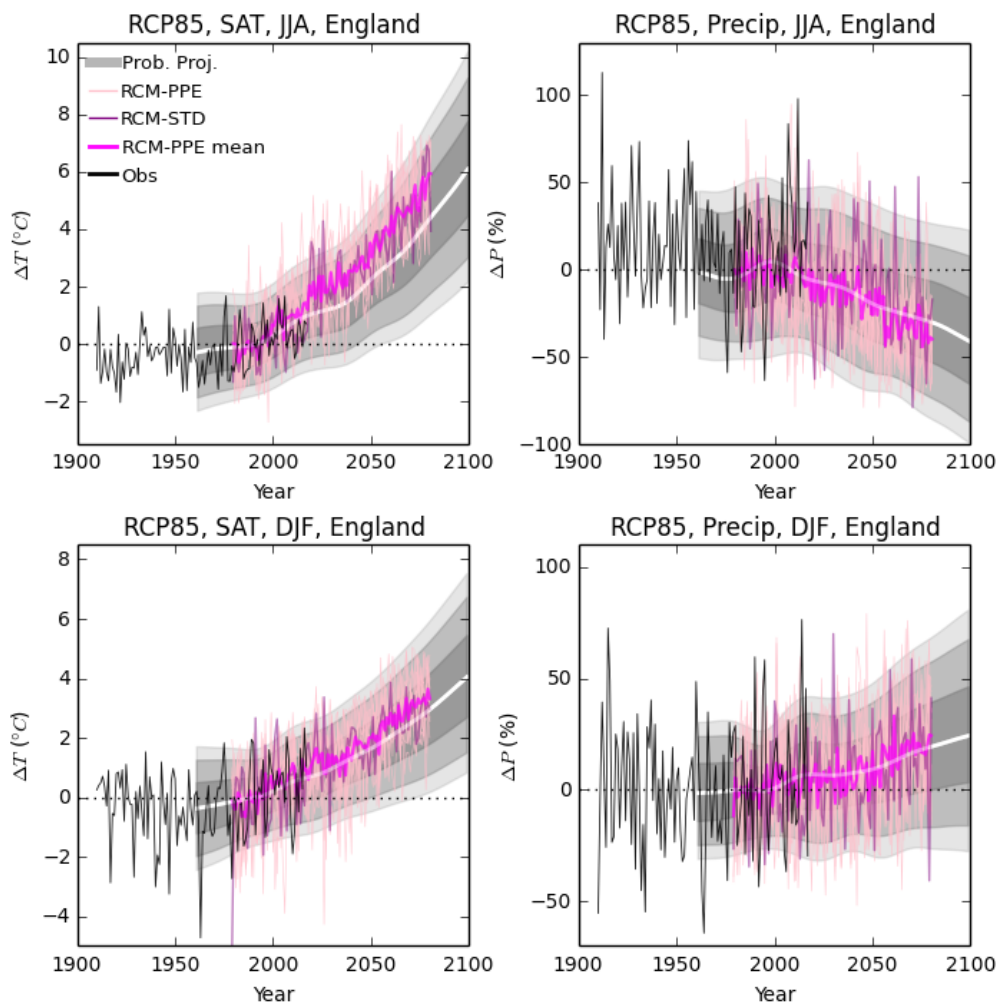 RCP85, SAT, JJA, England
10
8
6
4
2
0
−2
ΔT (°C)
Prob. Proj.
RCM-PPE
RCM-STD
RCM-PPE mean
Obs
1900 1950 2000 2050 2100
Year
RCP85, Precip, JJA, England
100
50
0
−50
−100
ΔP (%)
1900 1950 2000 2050 2100
Year
RCP85, SAT, DJF, England
8
6
4
2
0
−2
−4
ΔT (°C)
1900 1950 2000 2050 2100
Year
RCP85, Precip, DJF, England
100
50
0
−50
ΔP (%)
1900 1950 2000 2050 2100
Year